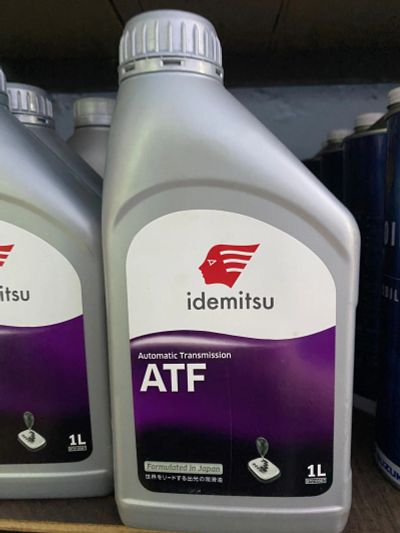 idemitsu
Automatic Transmission
ATF
Formulated in Japan
世界をリードする出光の潤滑油
1L
itsu
1L